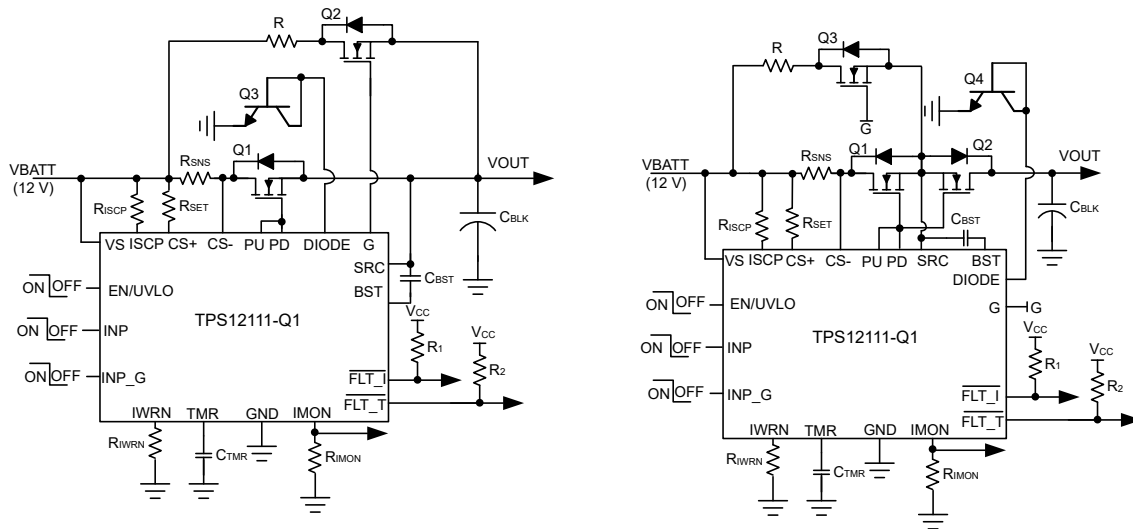 Q2
R
Q3
VBATT
(12 V)
RSNS
Q1
VOUT
RISCP
RSET
CBLK
VS
ISCP
CS+
CS-
PU
PD
DIODE
G
SRC
CBST
BST
ON
OFF
EN/UVLO
ON
OFF
INP
ON
OFF
INP_G
TPS12111-Q1
VCC
R1
VCC
R2
FLT_I
FLT_T
IWRN
TMR
GND
IMON
RIWRN
CTMR
RIMON
Q3
R
G
Q4
VBATT
(12 V)
RSNS
Q1
Q2
VOUT
RISCP
RSET
CBST
CBLK
VS
ISCP
CS+
CS-
PU
PD
SRC
BST
DIODE
G
G
ON
OFF
EN/UVLO
ON
OFF
INP
ON
OFF
INP_G
TPS12111-Q1
VCC
R1
VCC
R2
FLT_I
FLT_T
IWRN
TMR
GND
IMON
RIWRN
CTMR
RIMON